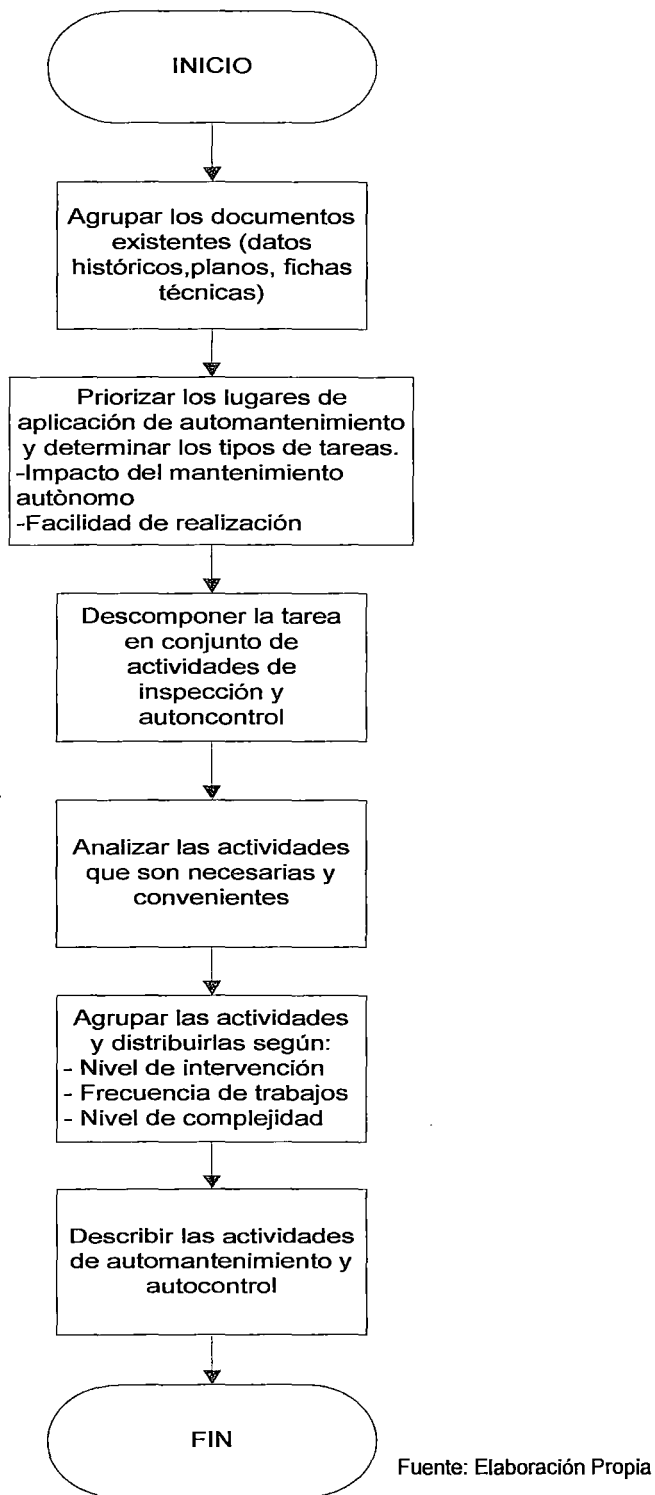 INICIO
Agrupar los documentos
existentes (datos
históricos,planos, fichas
técnicas)
Priorizar los lugares de
aplicación de automantenimiento
y determinar los tipos de tareas.
-Impacto del mantenimiento
autònomo
-Facilidad de realización
Descomponer la tarea
en conjunto de
actividades de
inspección y
autoncontrol
Analizar las actividades
que son necesarias y
convenientes
Agrupar las actividades
y distribuirlas según:
- Nivel de intervención
- Frecuencia de trabajos
- Nivel de complejidad
Describir las actividades
de automantenimiento y
autocontrol
FIN
Fuente: Elaboración Propia